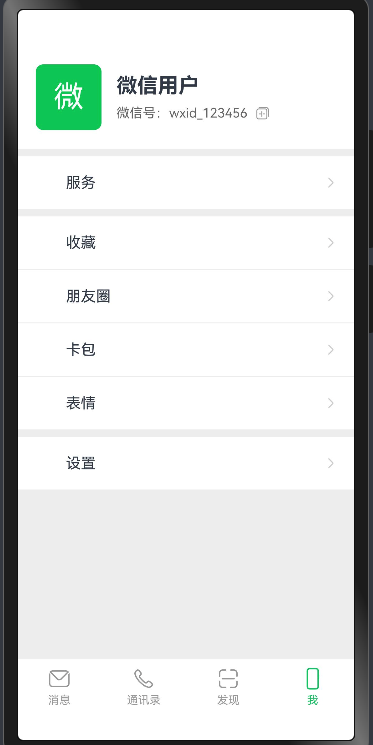 微
微信用户
微信号：wxid_123456
服务
收藏
朋友圈
卡包
表情
设置
消息 通讯录 发现 我